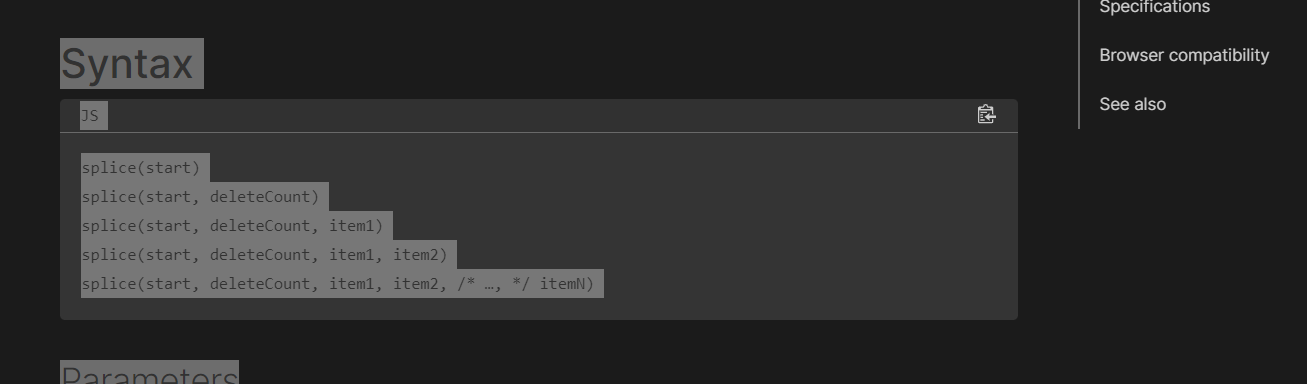 Specifications
Syntax
Browser compatibility
See also
JS
splice(start)
splice(start, deleteCount)
splice(start, deleteCount, item1)
splice(start, deleteCount, item1, item2)
splice(start, deleteCount, item1, item2, /* …, */ itemN)
Parameters